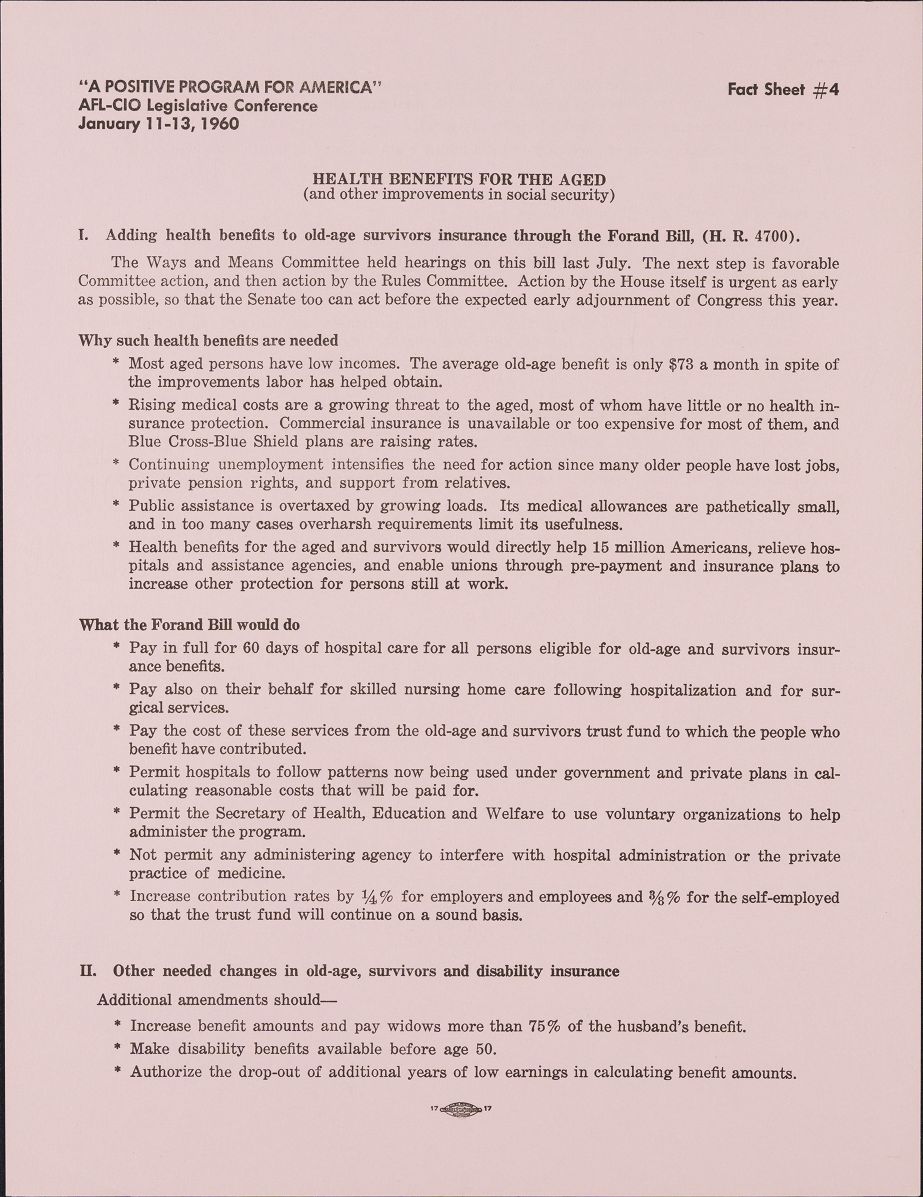 "A POSITIVE PROGRAM FOR AMERICA"
AFL-CIO Legislative Conference
January 11-13, 1960
Fact Sheet #4
HEALTH BENEFITS FOR THE AGED
(and other improvements in social security)
I. Adding health benefits to old-age survivors insurance through the Forand Bill, (H. R. 4700).
The Ways and Means Committee held hearings on this bill last July. The next step is favorable
Committee action, and then action by the Rules Committee. Action by the House itself is urgent as early
as possible, so that the Senate too can act before the expected early adjournment of Congress this year.
Why such health benefits are needed
* Most aged persons have low incomes. The average old-age benefit is only $73 a month in spite of
the improvements labor has helped obtain.
* Rising medical costs are a growing threat to the aged, most of whom have little or no health in-
surance protection. Commercial insurance is unavailable or too expensive for most of them, and
Blue Cross-Blue Shield plans are raising rates.
* Continuing unemployment intensifies the need for action since many older people have lost jobs,
private pension rights, and support from relatives.
* Public assistance is overtaxed by growing loads. Its medical allowances are pathetically small,
and in too many cases overharsh requirements limit its usefulness.
* Health benefits for the aged and survivors would directly help 15 million Americans, relieve hos-
pitals and assistance agencies, and enable unions through pre-payment and insurance plans to
increase other protection for persons still at work.
What the Forand Bill would do
* Pay in full for 60 days of hospital care for all persons eligible for old-age and survivors insur-
ance benefits.
* Pay also on their behalf for skilled nursing home care following hospitalization and for sur-
gical services.
* Pay the cost of these services from the old-age and survivors trust fund to which the people who
benefit have contributed.
* Permit hospitals to follow patterns now being used under government and private plans in cal-
culating reasonable costs that will be paid for.
* Permit the Secretary of Health, Education and Welfare to use voluntary organizations to help
administer the program.
* Not permit any administering agency to interfere with hospital administration or the private
practice of medicine.
* Increase contribution rates by ¼% for employers and employees and ⅜% for the self-employed
so that the trust fund will continue on a sound basis.
II. Other needed changes in old-age, survivors and disability insurance
Additional amendments should—
* Increase benefit amounts and pay widows more than 75% of the husband's benefit.
* Make disability benefits available before age 50.
* Authorize the drop-out of additional years of low earnings in calculating benefit amounts.
17 17